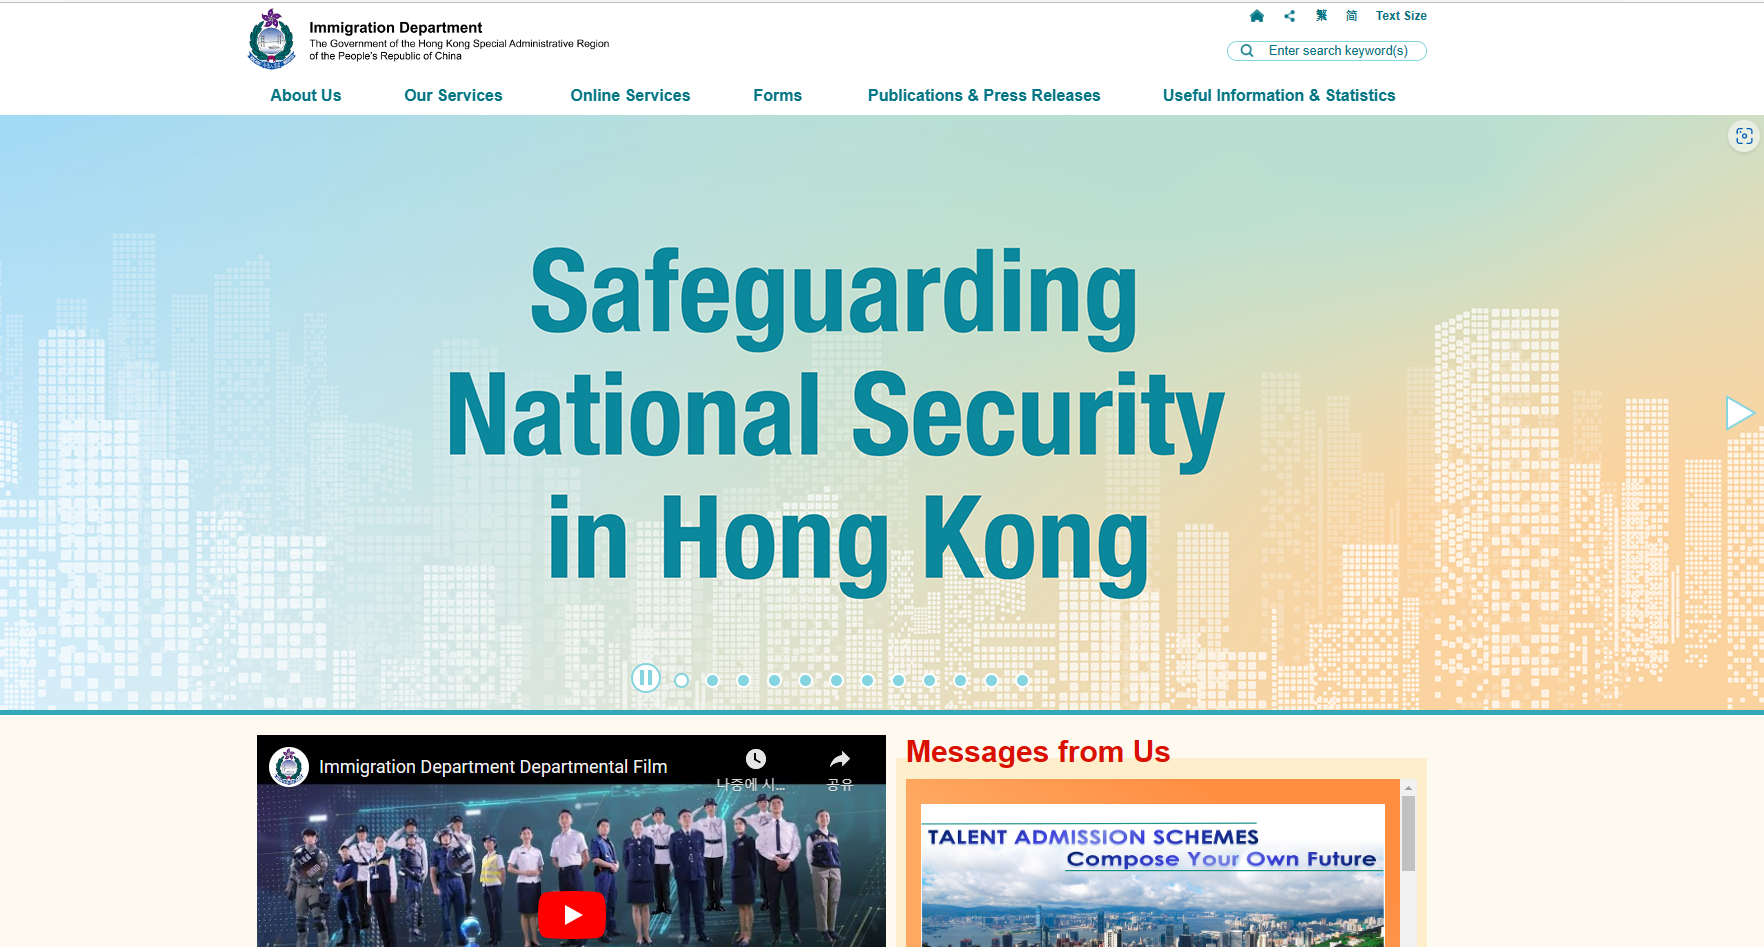 Immigration Department
The Government of the Hong Kong Special Administrative Region
of the People's Republic of China
繁 简 Text Size
Enter search keyword(s)
About Us Our Services Online Services Forms Publications & Press Releases Useful Information & Statistics
Safeguarding
National Security
in Hong Kong
Immigration Department Departmental Film
나중에 시... 공유
Messages from Us
TALENT ADMISSION SCHEMES
Compose Your Own Future